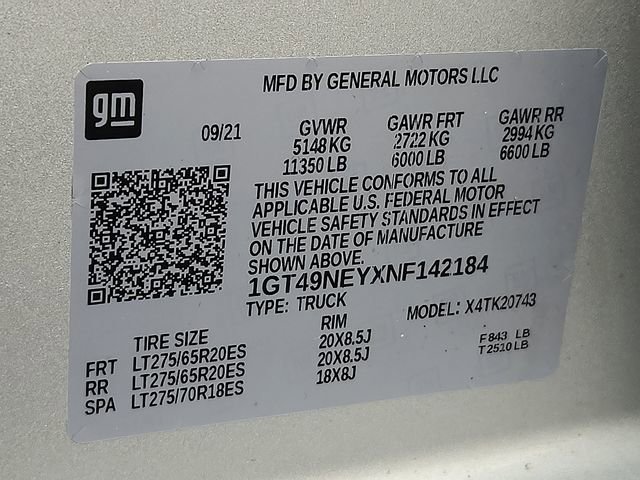 gm
MFD BY GENERAL MOTORS LLC
09/21
GVWR GAWR FRT GAWR RR
5148 KG 2722 KG 2994 KG
11350 LB 6000 LB 6600 LB
THIS VEHICLE CONFORMS TO ALL
APPLICABLE U.S. FEDERAL MOTOR
VEHICLE SAFETY STANDARDS IN EFFECT
ON THE DATE OF MANUFACTURE
SHOWN ABOVE.
1GT49NEYXNF142184
TYPE: TRUCK MODEL: X4TK20743
TIRE SIZE RIM
FRT LT275/65R20ES 20X8.5J F 843 LB
RR LT275/65R20ES 20X8.5J T 2510 LB
SPA LT275/70R18ES 18X8J